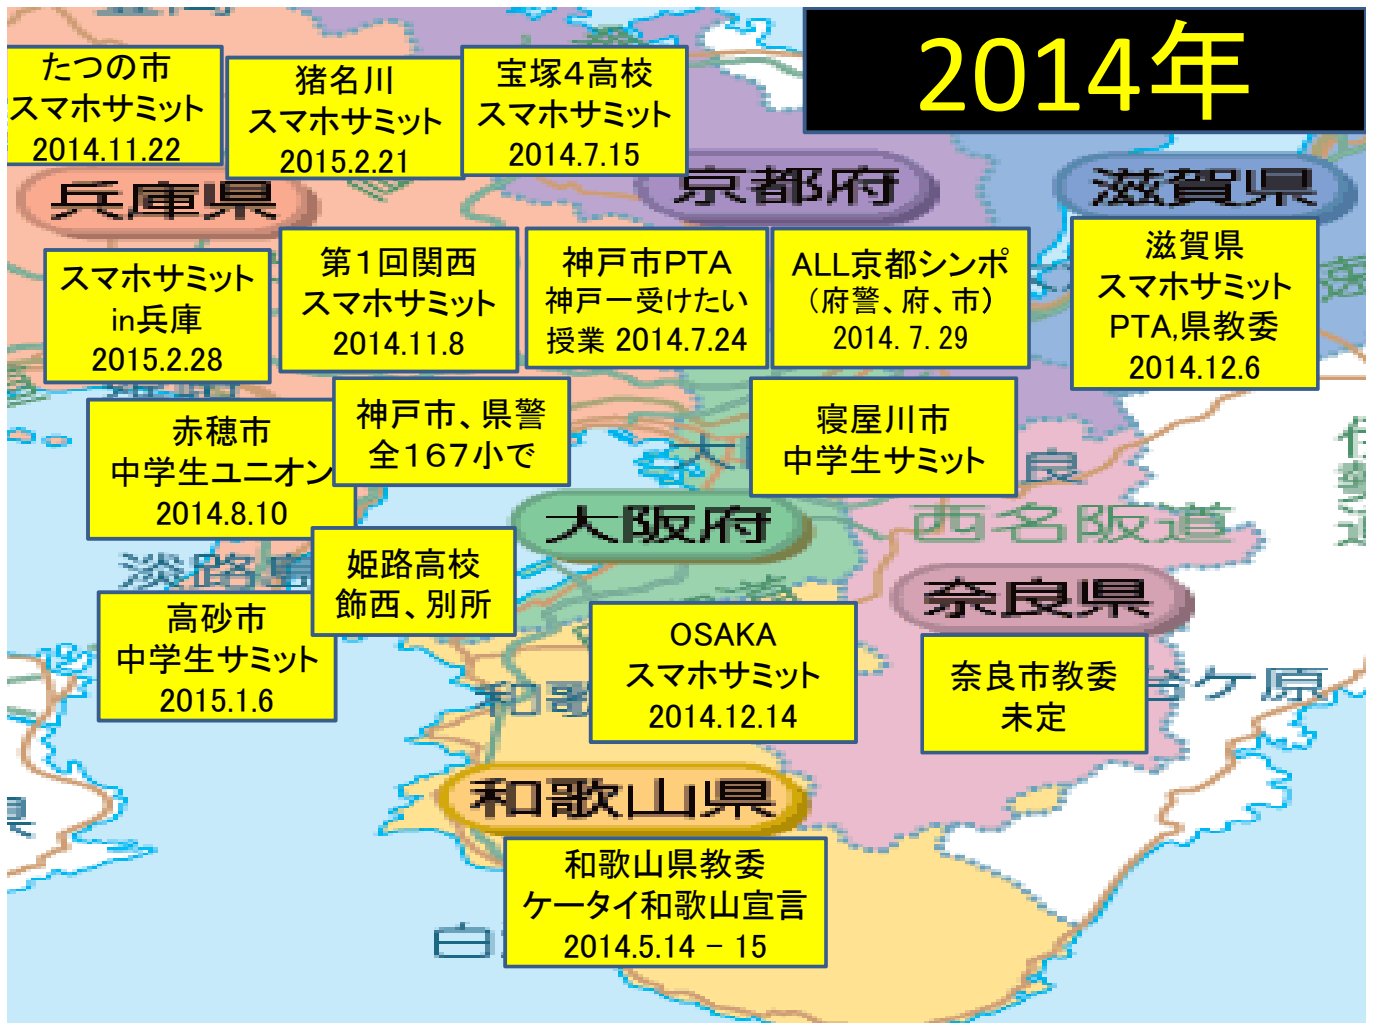 2014年
たつの市
スマホサミット
2014.11.22
猪名川
スマホサミット
2015.2.21
宝塚４高校
スマホサミット
2014.7.15
兵庫県
京都府
滋賀県
スマホサミット
in兵庫
2015.2.28
第１回関西
スマホサミット
2014.11.8
神戸市PTA
神戸一受けたい
授業 2014.7.24
ALL京都シンポ
（府警、府、市）
2014. 7. 29
滋賀県
スマホサミット
PTA,県教委
2014.12.6
赤穂市
中学生ユニオン
2014.8.10
神戸市、県警
全１６７小で
寝屋川市
中学生サミット
良
大阪府
西名阪道
淡路島
姫路高校
飾西、別所
奈良県
高砂市
中学生サミット
2015.1.6
OSAKA
スマホサミット
2014.12.14
奈良市教委
未定
ケ原
和歌
和歌山県
県
和歌山県教委
ケータイ和歌山宣言
2014.5.14 − 15
白